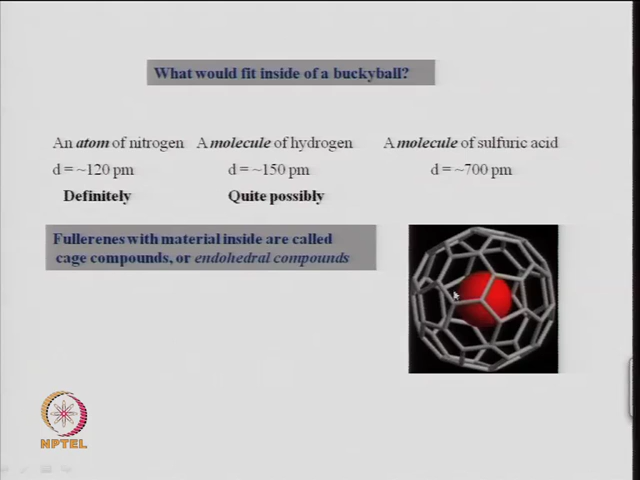 What would fit inside of a buckyball?
An atom of nitrogen A molecule of hydrogen A molecule of sulfuric acid
d = ~120 pm d = ~150 pm d = ~700 pm
Definitely Quite possibly
Fullerenes with material inside are called
cage compounds, or endohedral compounds
NPTEL